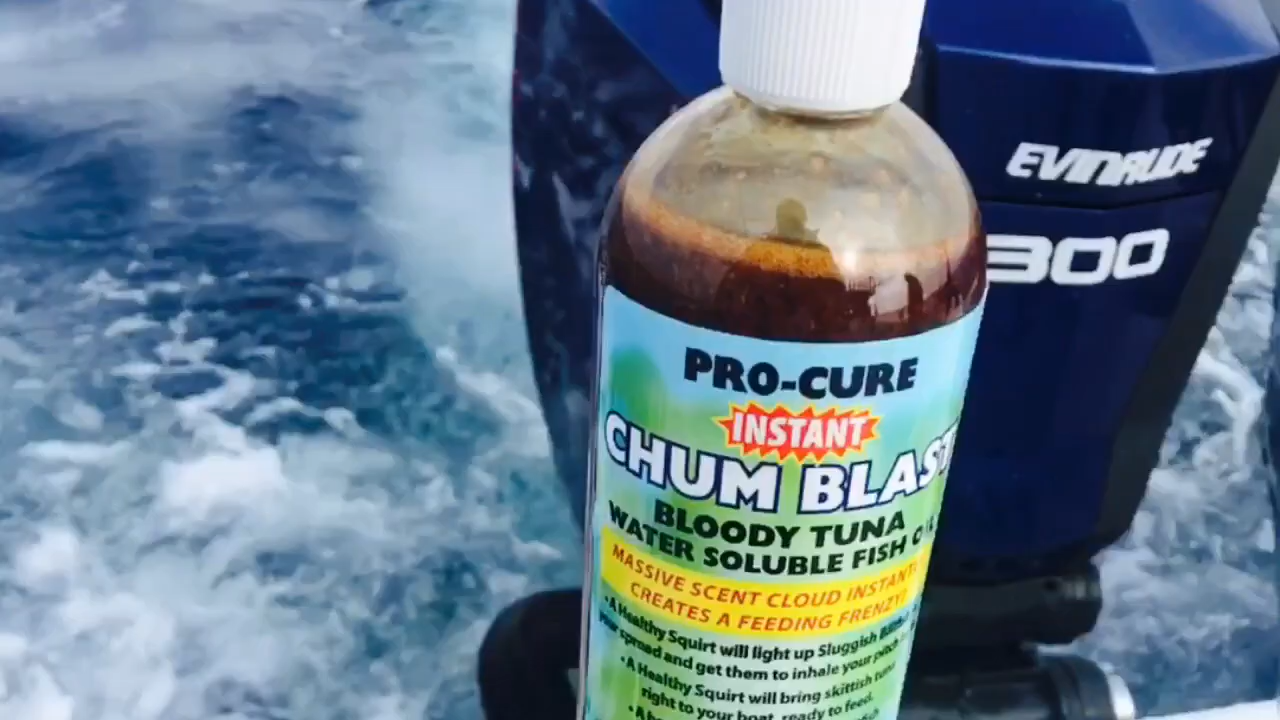 EVINRUDE
300
PRO-CURE
INSTANT
CHUM BLAST
BLOODY TUNA
WATER SOLUBLE FISH OIL
MASSIVE SCENT CLOUD INSTANTLY
CREATES A FEEDING FRENZY!
•A Healthy Squirt will light up Sluggish
your spread and get them to inhale your
•A Healthy Squirt will bring skittish tuna
right to your boat, ready to feed.